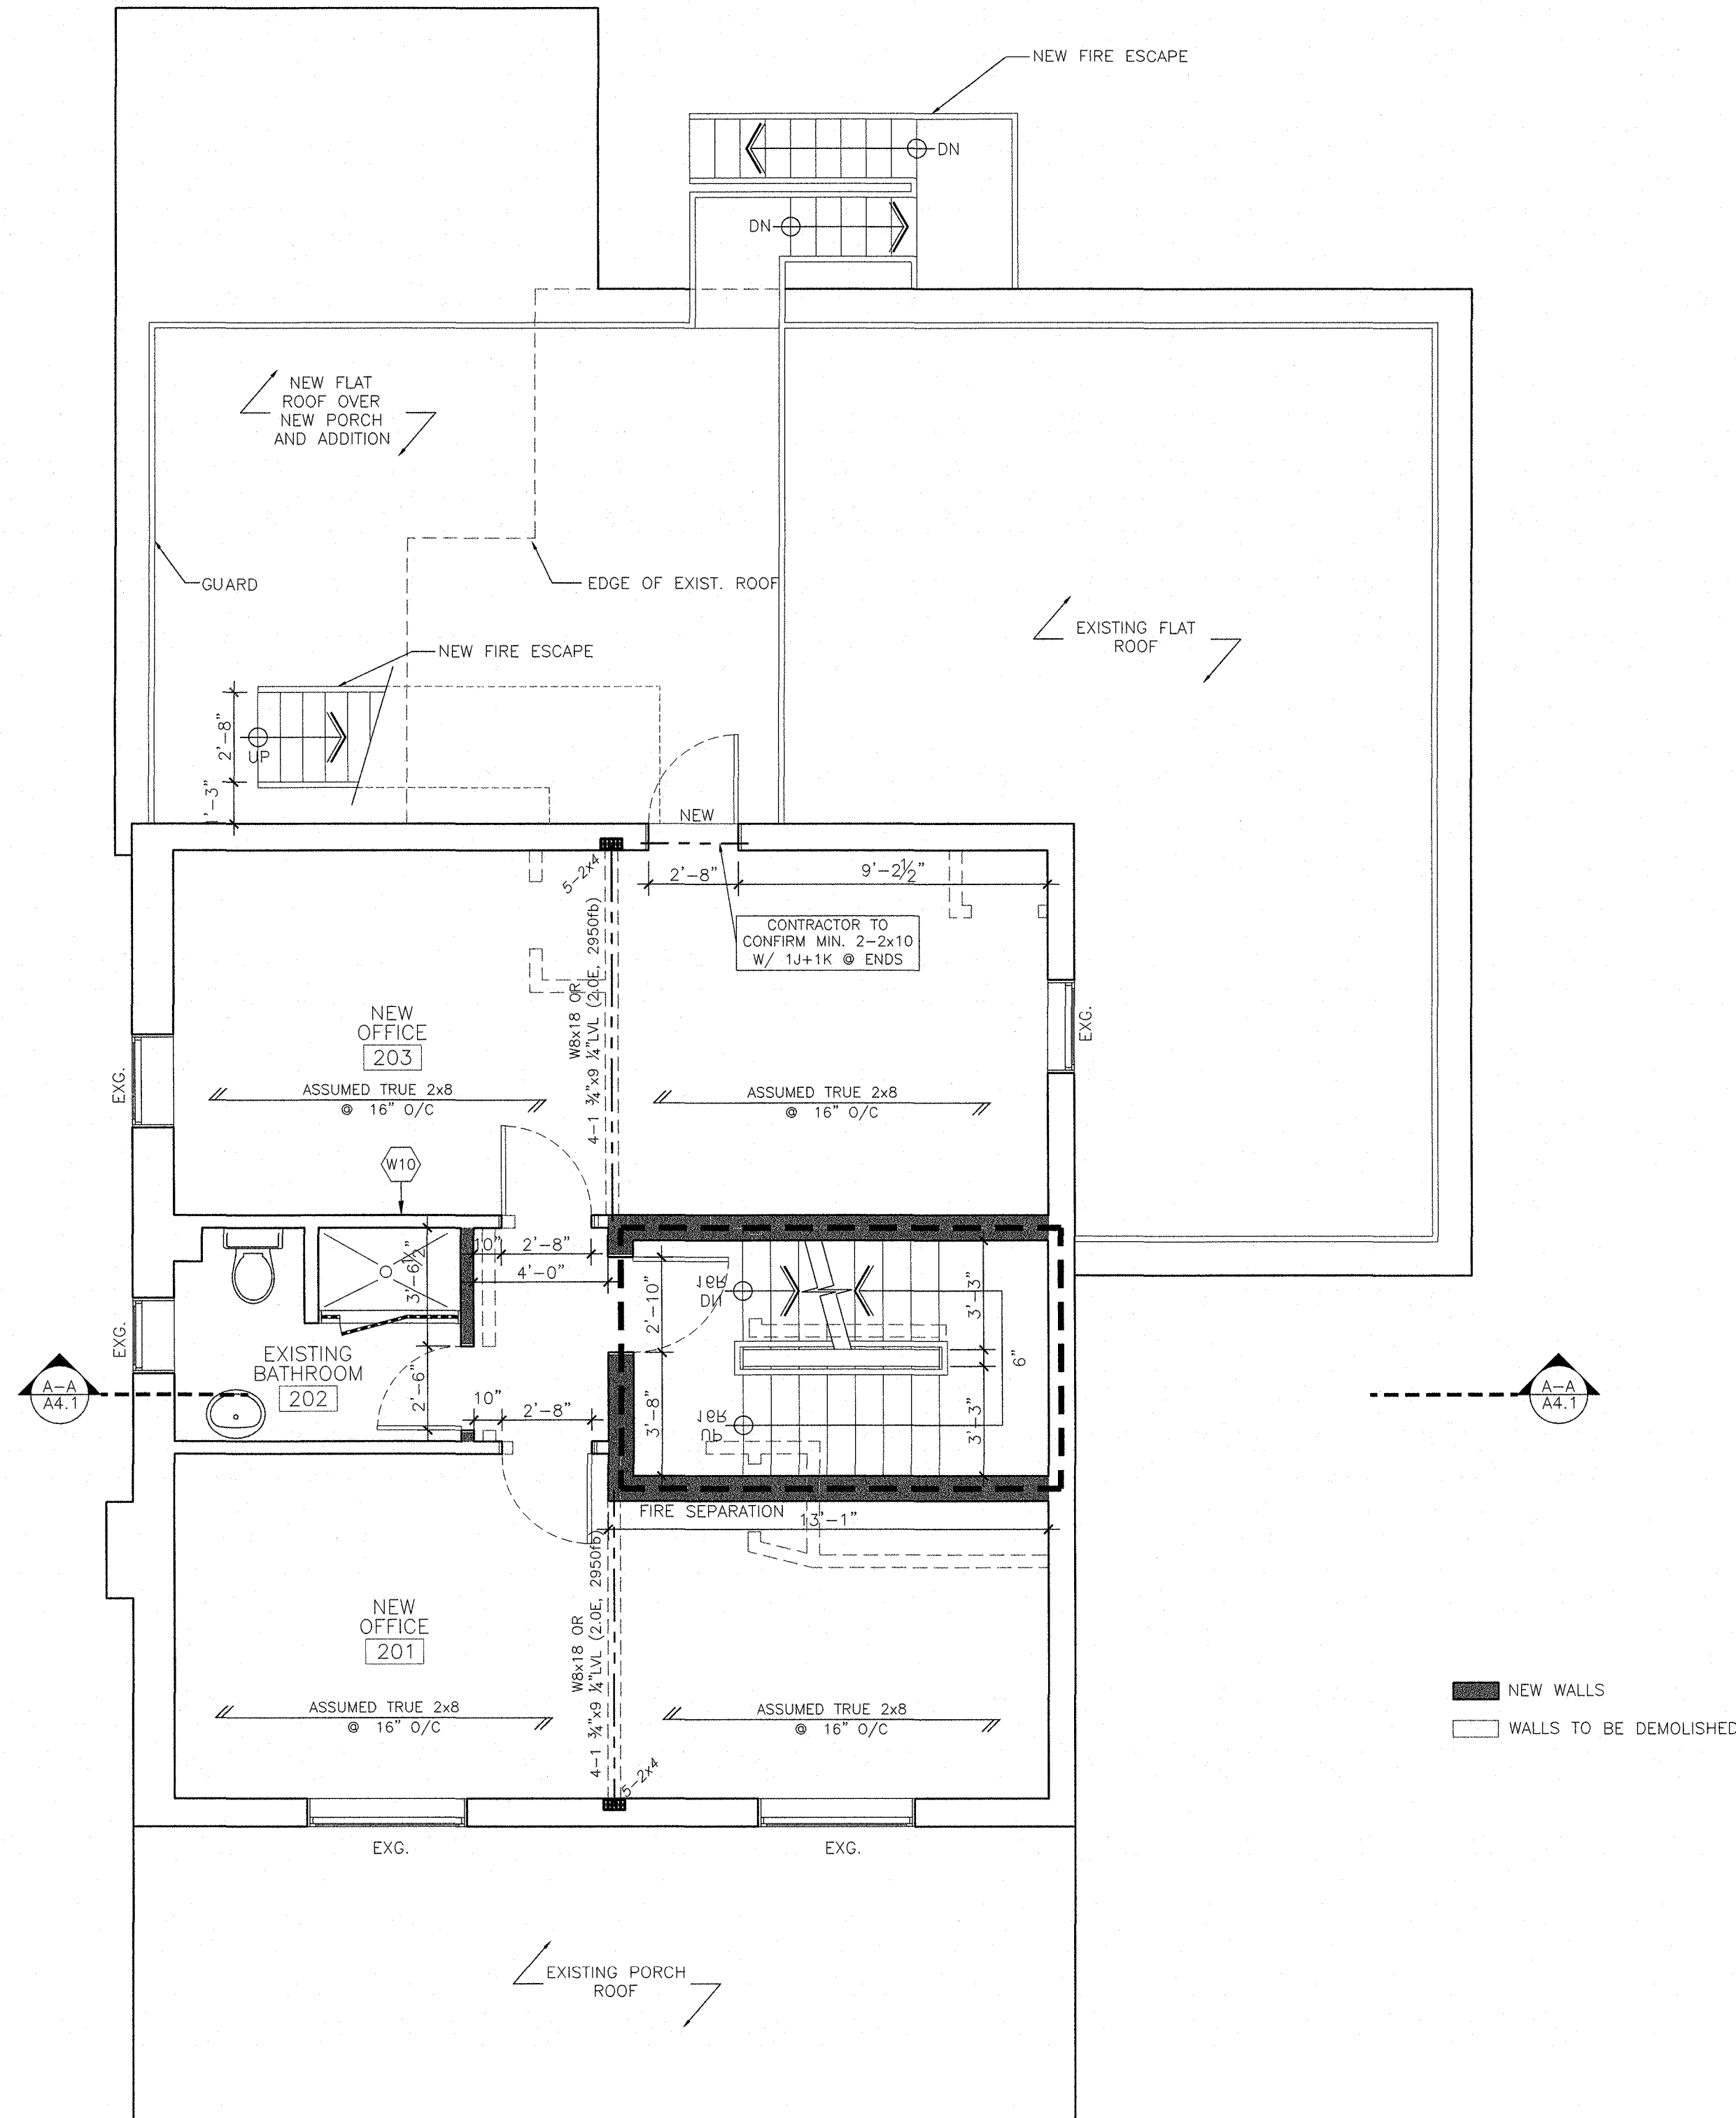 NEW FIRE ESCAPE
DN
DN
NEW FLAT
ROOF OVER
NEW PORCH
AND ADDITION
GUARD
EDGE OF EXIST. ROOF
EXISTING FLAT
ROOF
NEW FIRE ESCAPE
2'-8"
UP
1'-3"
NEW
5-2x4
2'-8"
9'-2½"
CONTRACTOR TO
CONFIRM MIN. 2-2x10
W/ 1J+1K @ ENDS
W8x18 OR
4-1 ¾"x9 ¼"LVL (2.0E, 2950fb)
NEW
OFFICE
203
EXG.
EXG.
ASSUMED TRUE 2x8
@ 16" O/C
ASSUMED TRUE 2x8
@ 16" O/C
W10
10"
2'-8"
3'-6½"
4'-0"
2'-10"
16R
DN
3'-3"
EXG.
EXISTING
BATHROOM
202
6"
A-A
A4.1
A-A
A4.1
2'-6"
10"
2'-8"
3'-8"
16R
UP
3'-3"
FIRE SEPARATION
13'-1"
W8x18 OR
4-1 ¾"x9 ¼"LVL (2.0E, 2950fb)
NEW
OFFICE
201
NEW WALLS
ASSUMED TRUE 2x8
@ 16" O/C
ASSUMED TRUE 2x8
@ 16" O/C
WALLS TO BE DEMOLISHED
5-2x4
EXG.
EXG.
EXISTING PORCH
ROOF